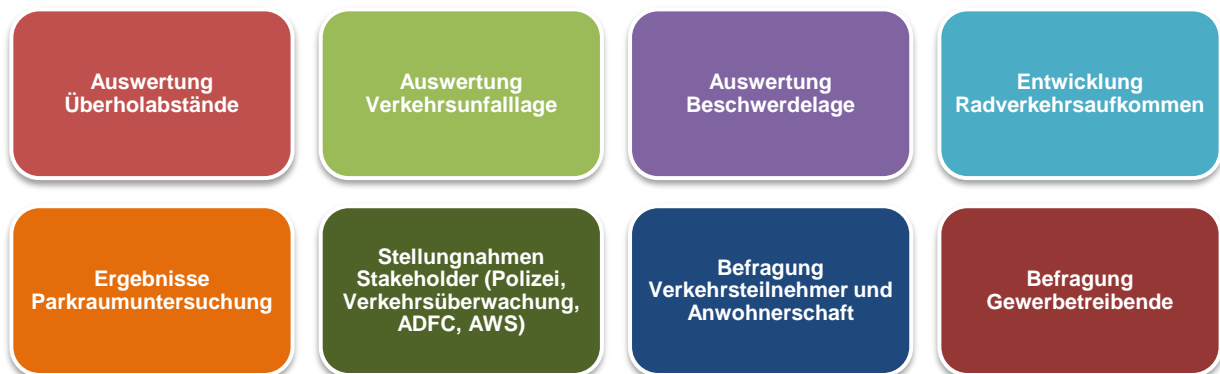 Auswertung
Überholabstände
Auswertung
Verkehrsunfalllage
Auswertung
Beschwerdelage
Entwicklung
Radverkehrsaufkommen
Ergebnisse
Parkraumuntersuchung
Stellungnahmen
Stakeholder (Polizei,
Verkehrsüberwachung,
ADFC, AWS)
Befragung
Verkehrsteilnehmer und
Anwohnerschaft
Befragung
Gewerbetreibende